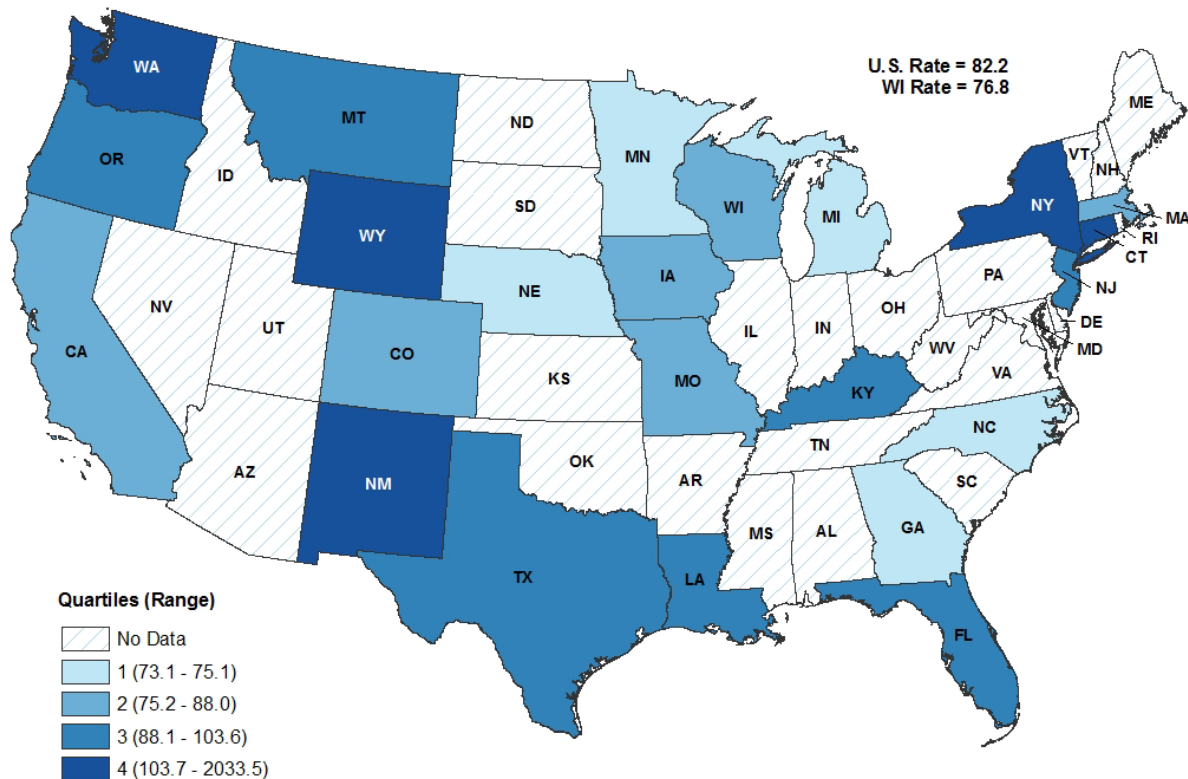 U.S. Rate = 82.2
WI Rate = 76.8
WA
MT
ND
MN
ME
VT
NH
OR
ID
SD
WI
MI
NY
MA
RI
CT
WY
IA
NE
PA
NJ
NV
UT
CO
IL
IN
OH
DE
MD
CA
KS
MO
WV
VA
KY
AZ
NM
OK
AR
TN
NC
SC
MS
AL
GA
TX
LA
FL
Quartiles (Range)
No Data
1 (73.1 - 75.1)
2 (75.2 - 88.0)
3 (88.1 - 103.6)
4 (103.7 - 2033.5)